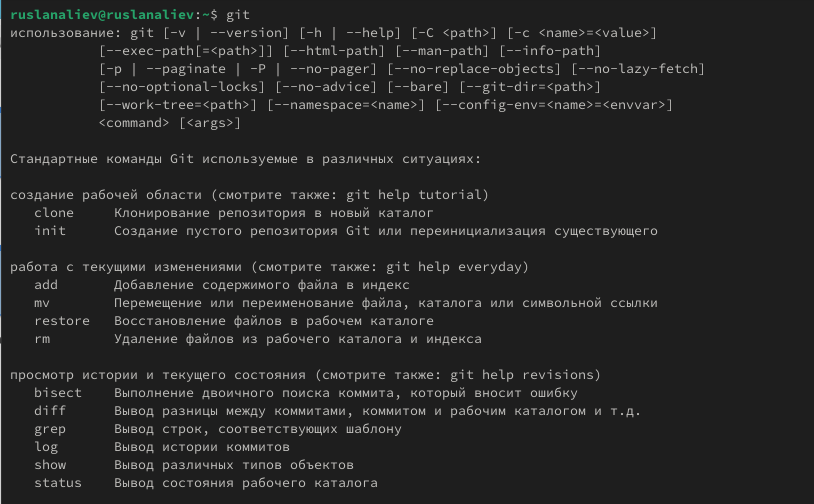 ruslanaliev@ruslanaliev:~$ git
использование: git [-v | --version] [-h | --help] [-C <path>] [-c <name>=<value>]
           [--exec-path[=<path>]] [--html-path] [--man-path] [--info-path]
           [-p | --paginate | -P | --no-pager] [--no-replace-objects] [--no-lazy-fetch]
           [--no-optional-locks] [--no-advice] [--bare] [--git-dir=<path>]
           [--work-tree=<path>] [--namespace=<name>] [--config-env=<name>=<envvar>]
           <command> [<args>]

Стандартные команды Git используемые в различных ситуациях:

создание рабочей области (смотрите также: git help tutorial)
   clone     Клонирование репозитория в новый каталог
   init      Создание пустого репозитория Git или переинициализация существующего

работа с текущими изменениями (смотрите также: git help everyday)
   add       Добавление содержимого файла в индекс
   mv        Перемещение или переименование файла, каталога или символьной ссылки
   restore   Восстановление файлов в рабочем каталоге
   rm        Удаление файлов из рабочего каталога и индекса

просмотр истории и текущего состояния (смотрите также: git help revisions)
   bisect    Выполнение двоичного поиска коммита, который вносит ошибку
   diff      Вывод разницы между коммитами, коммитом и рабочим каталогом и т.д.
   grep      Вывод строк, соответствующих шаблону
   log       Вывод истории коммитов
   show      Вывод различных типов объектов
   status    Вывод состояния рабочего каталога